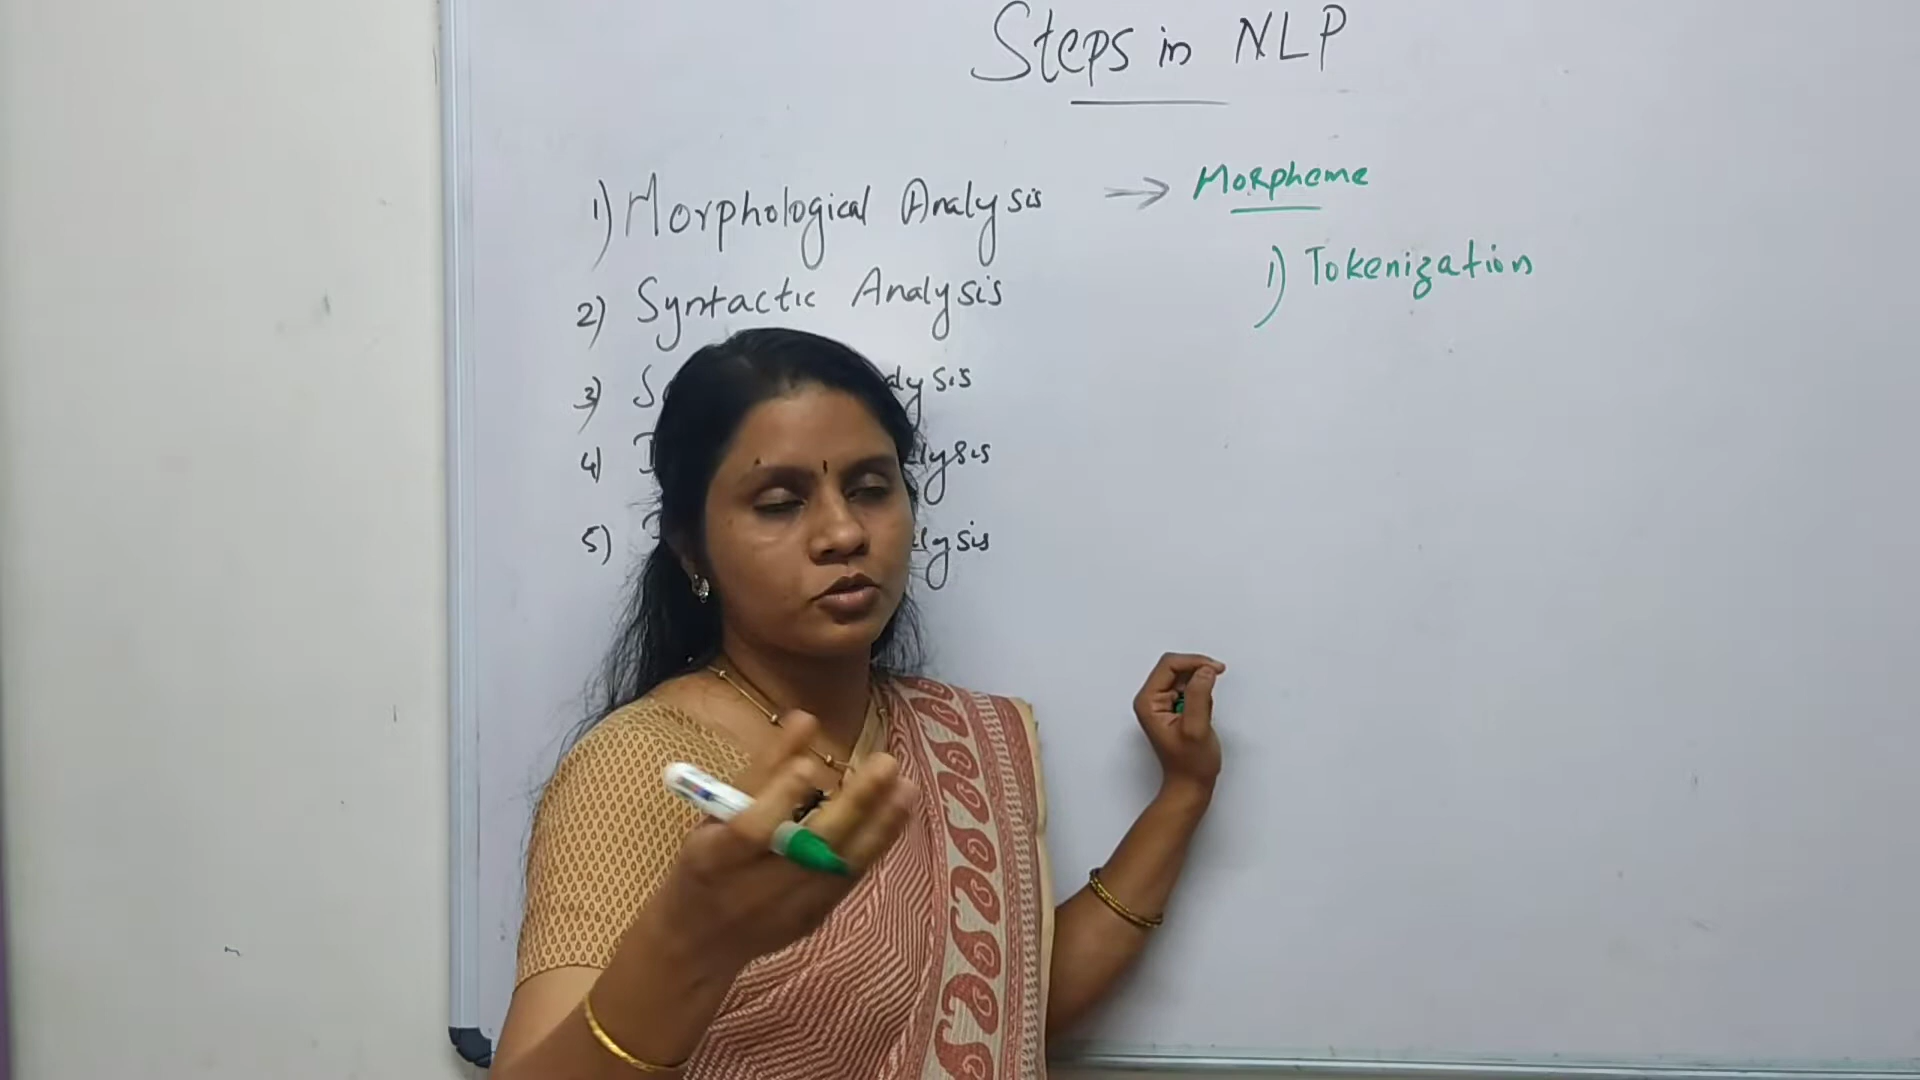 Steps in NLP
1) Morphological Analysis → Morpheme
1) Tokenization
2) Syntactic Analysis
3)
4)
5)